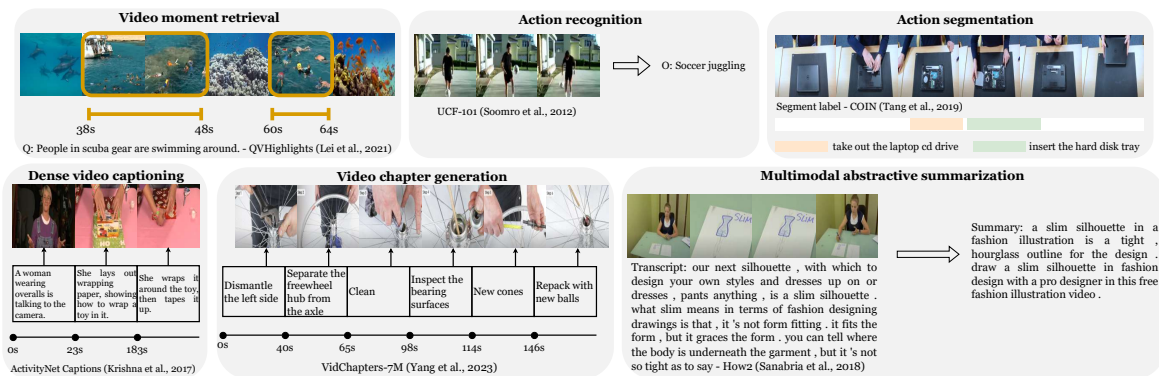 Video moment retrieval
38s
48s
60s
64s
Q: People in scuba gear are swimming around. - QVHighlights (Lei et al., 2021)
Action recognition
O: Soccer juggling
UCF-101 (Soomro et al., 2012)
Action segmentation
Segment label - COIN (Tang et al., 2019)
take out the laptop cd drive
insert the hard disk tray
Dense video captioning
A woman
wearing
overalls is
talking to the
camera.
She lays out
wrapping
paper, showing
how to wrap a
toy in it.
She wraps it
around the toy,
then tapes it
up.
0s
23s
183s
ActivityNet Captions (Krishna et al., 2017)
Video chapter generation
Dismantle
the left side
Separate the
freewheel
hub from
the axle
Clean
Inspect the
bearing
surfaces
New cones
Repack with
new balls
0s
40s
65s
98s
114s
146s
VidChapters-7M (Yang et al., 2023)
Multimodal abstractive summarization
SLIM
SLIM
Transcript: our next silhouette , with which to
design your own styles and dresses up on or
dresses , pants anything , is a slim silhouette .
what slim means in terms of fashion designing
drawings is that , it 's not form fitting . it fits the
form , but it graces the form . you can tell where
the body is underneath the garment , but it 's not
so tight as to say - How2 (Sanabria et al., 2018)
Summary: a slim silhouette in a
fashion illustration is a tight ,
hourglass outline for the design .
draw a slim silhouette in fashion
design with a pro designer in this free
fashion illustration video .